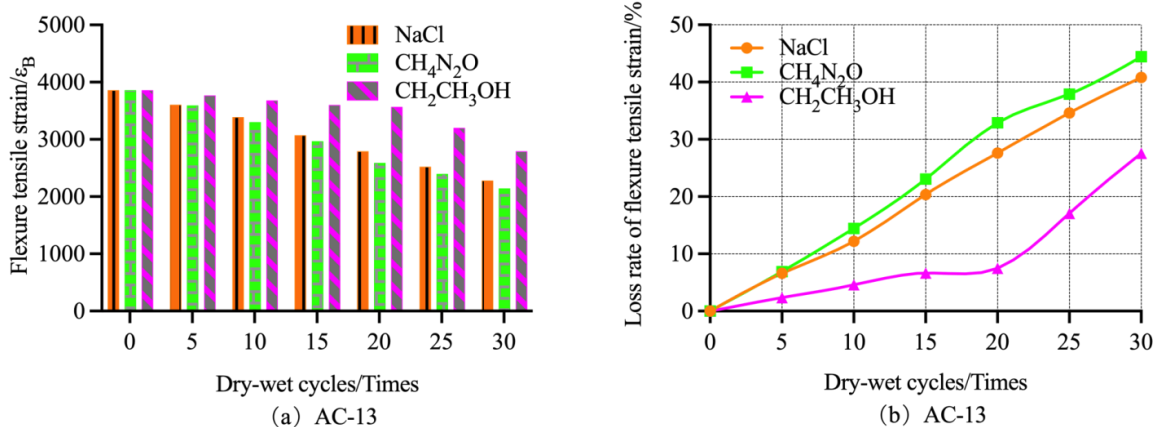 Flexure tensile strain/ε_B
5000
4000
3000
2000
1000
0
NaCl
CH₄N₂O
CH₂CH₃OH
0 5 10 15 20 25 30
Dry-wet cycles/Times
(a) AC-13
Loss rate of flexure tensile strain/%
50
40
30
20
10
0
NaCl
CH₄N₂O
CH₂CH₃OH
0 5 10 15 20 25 30
Dry-wet cycles/Times
(b) AC-13